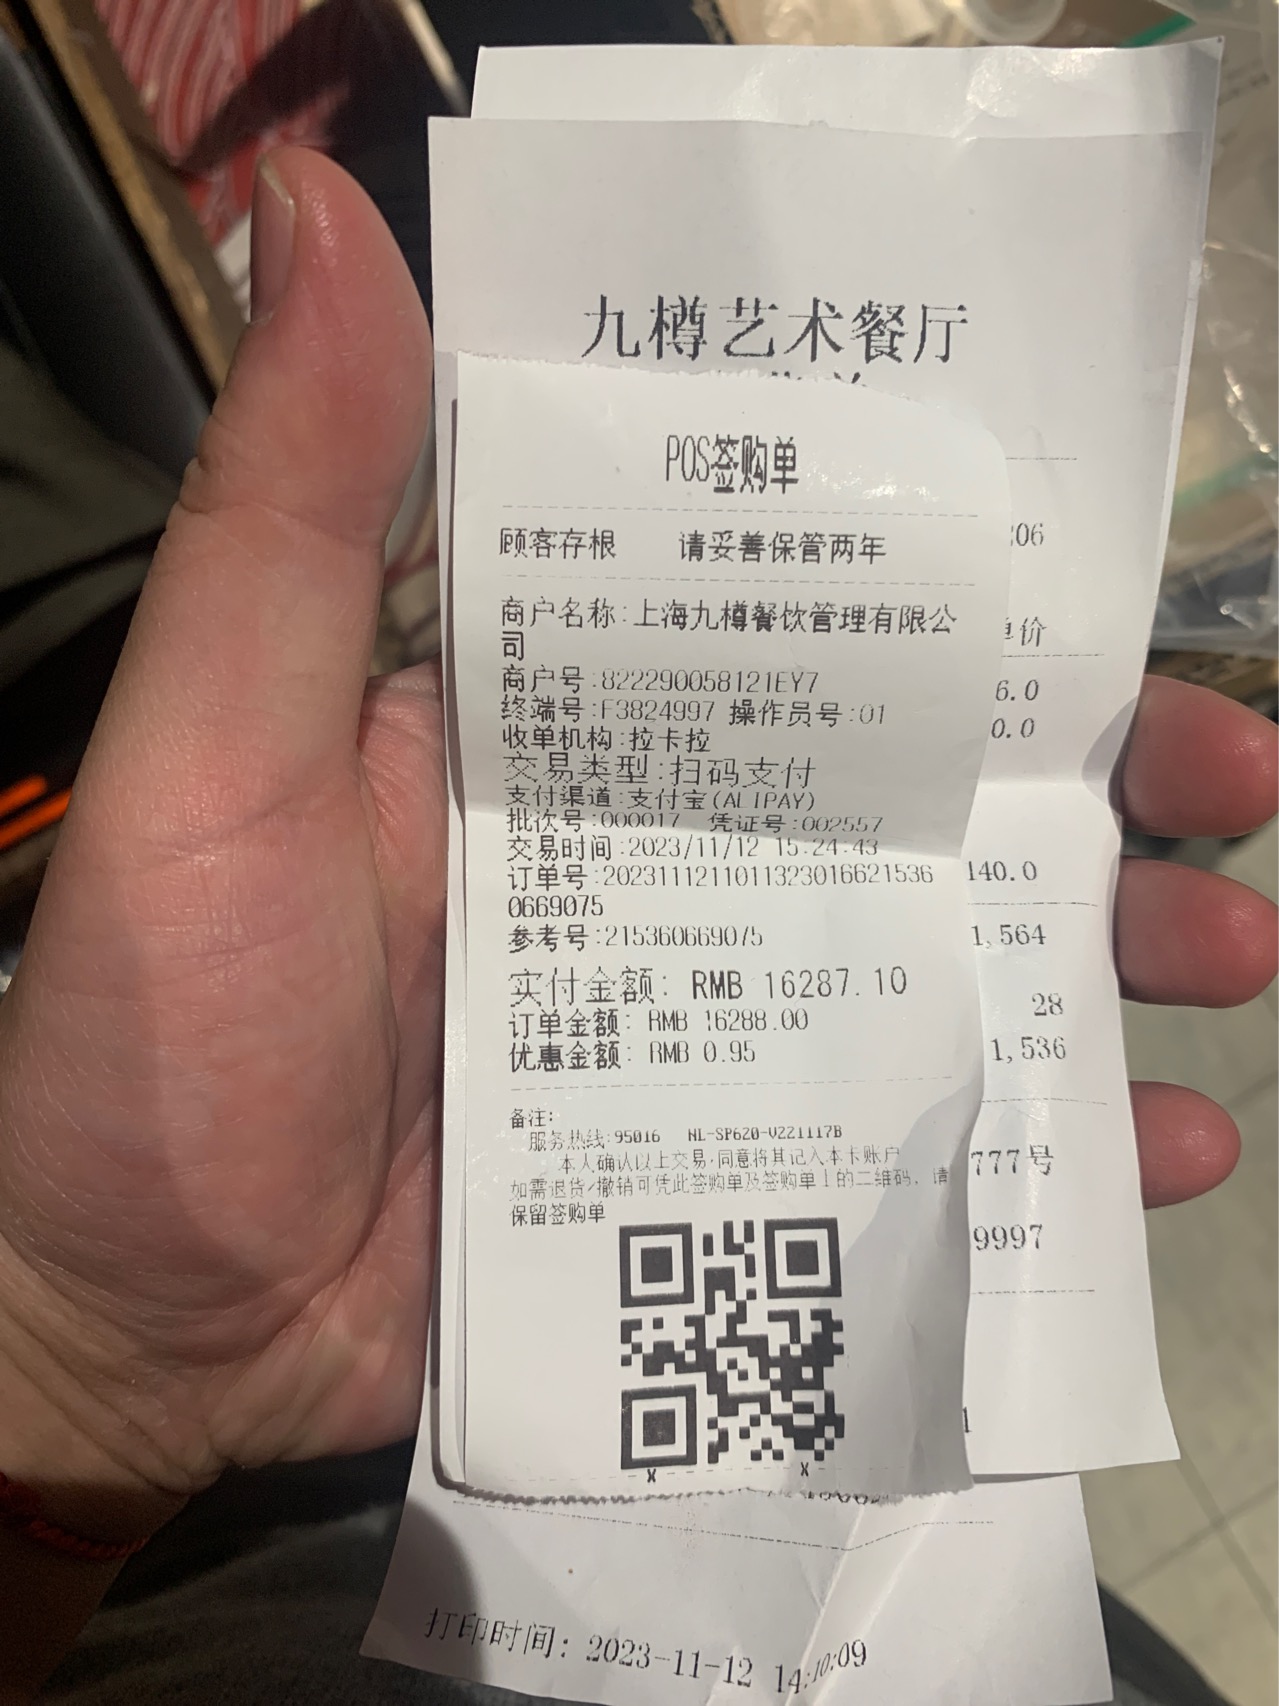 九樽艺术餐厅
POS签购单
顾客存根 请妥善保管两年
商户名称:上海九樽餐饮管理有限公
司
商户号:822290058121EY7
终端号:F3824997 操作员号:01
收单机构:拉卡拉
交易类型:扫码支付
支付渠道:支付宝(ALIPAY)
批次号:000017 凭证号:002557
交易时间:2023/11/12 15:24:43
订单号:2023111211011323016621536
0669075
参考号:215360669075
实付金额: RMB 16287.10
订单金额: RMB 16288.00
优惠金额: RMB 0.95
备注:
服务热线:95016 NL-SP620-V221117B
本人确认以上交易,同意将其记入本卡账户
如需退货/撤销可凭此签购单及签购单1的二维码，请
保留签购单
06
单价
6.0
0.0
140.0
1,564
28
1,536
777号
9997
1
打印时间: 2023-11-12 14:10:09